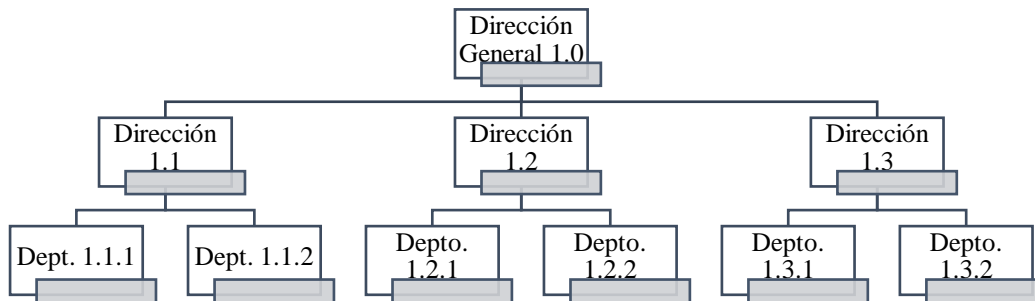 Dirección
General 1.0
Dirección
1.1
Dirección
1.2
Dirección
1.3
Dept. 1.1.1
Dept. 1.1.2
Depto.
1.2.1
Depto.
1.2.2
Depto.
1.3.1
Depto.
1.3.2